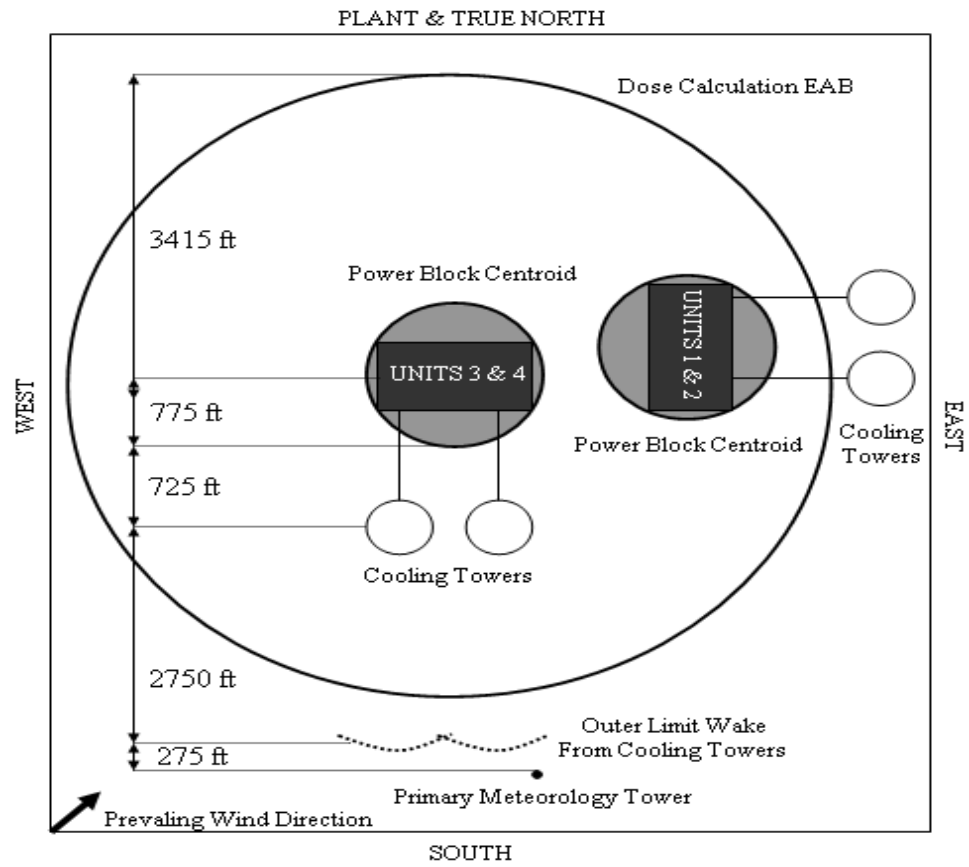 PLANT & TRUE NORTH
Dose Calculation EAB
3415 ft
Power Block Centroid
UNITS 3 & 4
UNITS 1 & 2
WEST
775 ft
EAST
Power Block Centroid
Cooling
Towers
725 ft
Cooling Towers
2750 ft
Outer Limit Wake
From Cooling Towers
275 ft
Primary Meteorology Tower
Prevaling Wind Direction
SOUTH